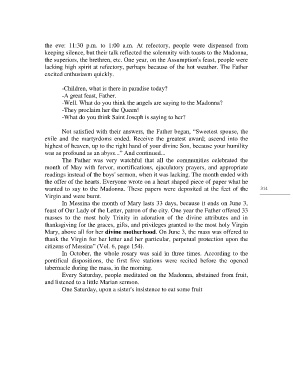 the eve: 11:30 p.m. to 1:00 a.m. At refectory, people were dispensed from
keeping silence, but their talk reflected the solemnity with toasts to the Madonna,
the superiors, the brethren, etc. One year, on the Assumption's feast, people were
lacking high spirit at refectory, perhaps because of the hot weather. The Father
excited enthusiasm quickly.
-Children, what is there in paradise today?
-A great feast, Father.
-Well. What do you think the angels are saying to the Madonna?
-They proclaim her the Queen!
-What do you think Saint Joseph is saying to her?
Not satisfied with their answers, the Father began, "Sweetest spouse, the
exile and the martyrdoms ended. Receive the great award; ascend into the
highest of heaven, up to the right hand of your divine Son, because your humility
was as profound as an abyss..." And continued...
The Father was very watchful that all the communities celebrated the
month of May with fervor, mortifications, ejaculatory prayers, and appropriate
readings instead of the boys' sermon, when it was lacking. The month ended with
the offer of the hearts. Everyone wrote on a heart shaped piece of paper what he
wanted to say to the Madonna. These papers were deposited at the feet of the
Virgin and were burnt.
In Messina the month of Mary lasts 33 days, because it ends on June 3,
feast of Our Lady of the Letter, patron of the city. One year the Father offered 33
masses to the most holy Trinity in adoration of the divine attributes and in
thanksgiving for the graces, gifts, and privileges granted to the most holy Virgin
Mary, above all for her divine motherhood. On June 3, the mass was offered to
thank the Virgin for her letter and her particular, perpetual protection upon the
citizens of Messina" (Vol. 6, page 154).
In October, the whole rosary was said in three times. According to the
pontifical dispositions, the first five stations were recited before the opened
tabernacle during the mass, in the morning.
Every Saturday, people meditated on the Madonna, abstained from fruit,
and listened to a little Marian sermon.
One Saturday, upon a sister's insistence to eat some fruit